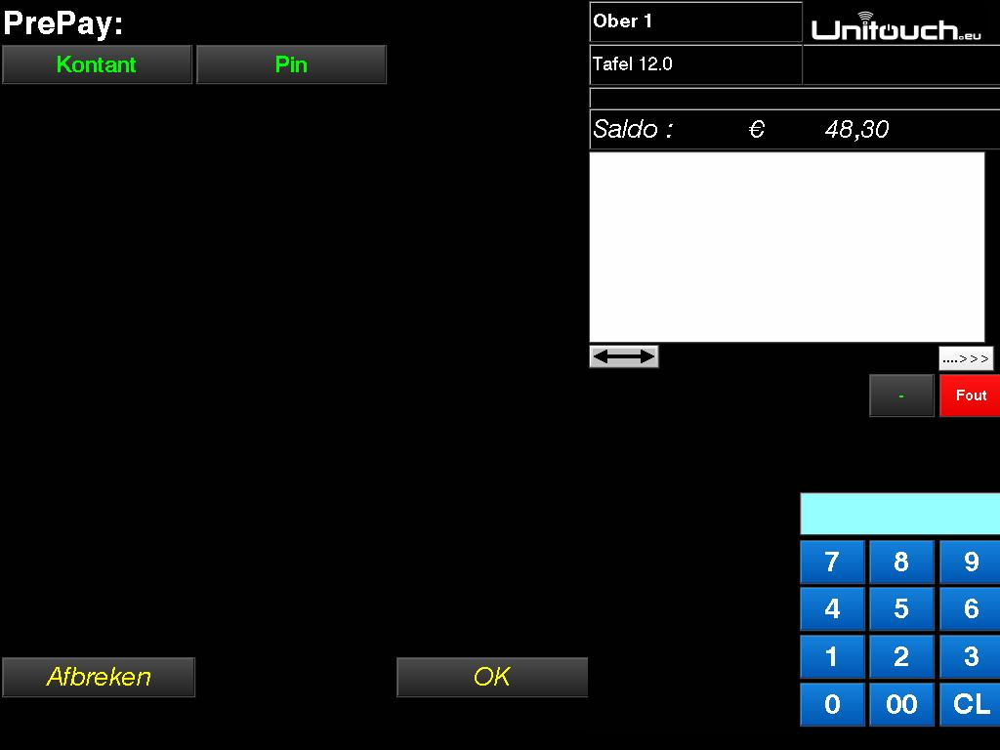 PrePay:
Kontant
Pin
Ober 1
Unitouch.eu
Tafel 12.0
Saldo : € 48,30
....>>>
-
Fout
7 8 9
4 5 6
1 2 3
0 00 CL
Afbreken
OK